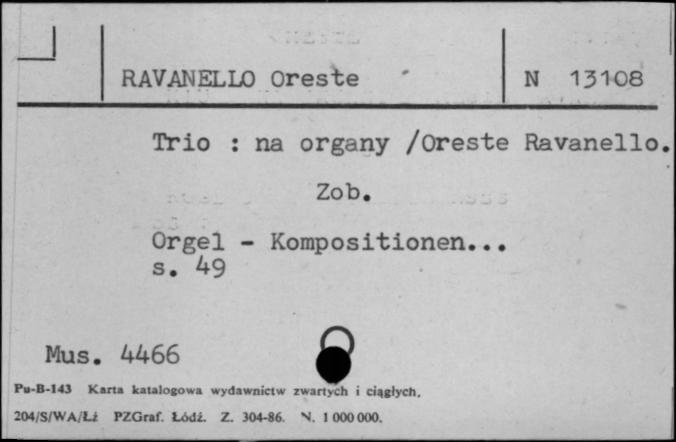 RAVANELLO Oreste N 13108
Trio : na organy /Oreste Ravanello.
Zob.
Orgel - Kompositionen...
s. 49
Mus. 4466
Pu-B-143 Karta katalogowa wydawnictw zwartych i ciągłych.
204/S/WA/Łź PZGraf. Łódź. Z. 304-86. N. 1 000 000.